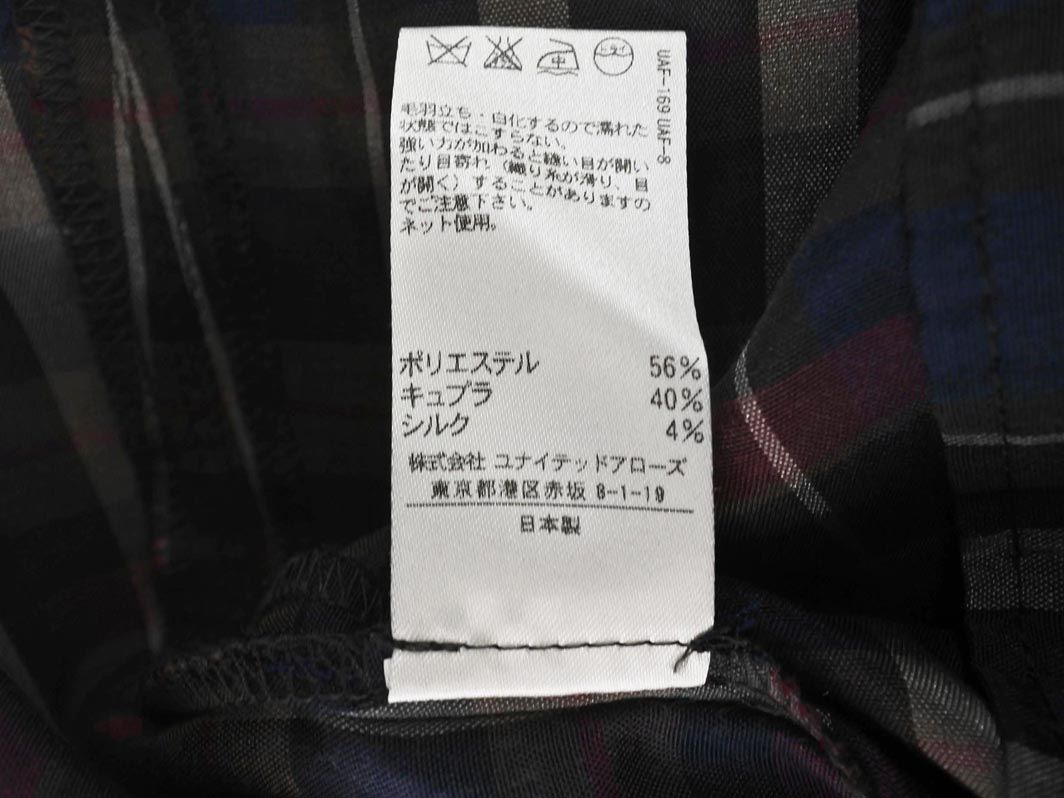 中
ドライ
UAF-169 UAF-8
毛羽立ち・白化するので濡れた
状態ではこすらない。
強い力が加わると縫い目が開い
たり目寄れ（織り糸が滑り、目
が開く）することがありますの
でご注意下さい。
ネット使用。
ポリエステル 56%
キュプラ 40%
シルク 4%
株式会社 ユナイテッドアローズ
東京都港区赤坂 8-1-19
日本製